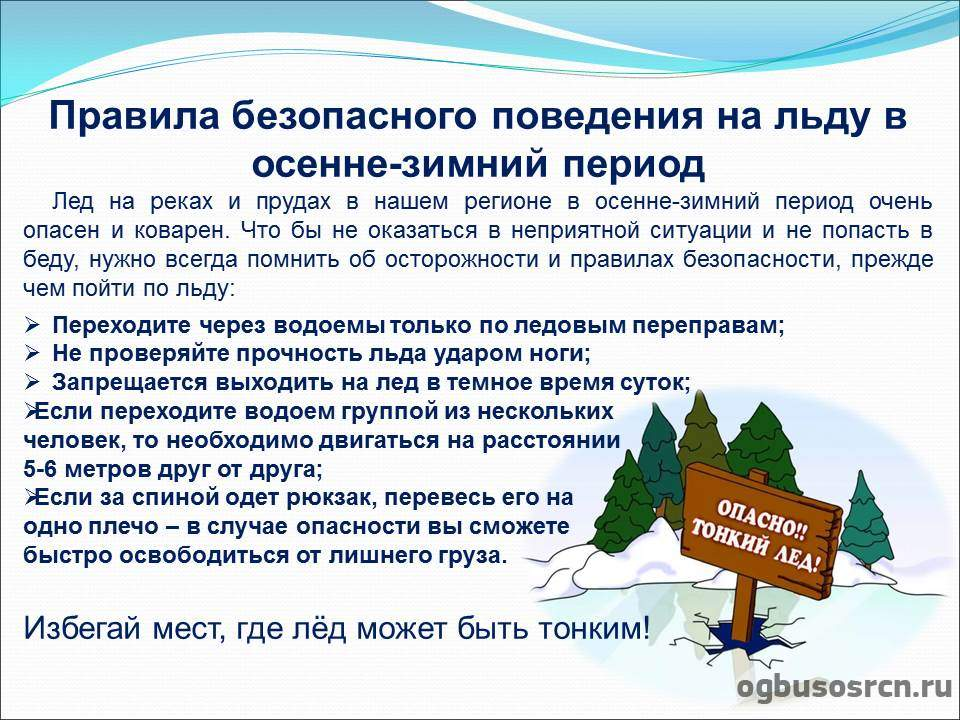 Правила безопасного поведения на льду в
осенне-зимний период
Лед на реках и прудах в нашем регионе в осенне-зимний период очень
опасен и коварен. Что бы не оказаться в неприятной ситуации и не попасть в
беду, нужно всегда помнить об осторожности и правилах безопасности, прежде
чем пойти по льду:
➢ Переходите через водоемы только по ледовым переправам;
➢ Не проверяйте прочность льда ударом ноги;
➢ Запрещается выходить на лед в темное время суток;
➢Если переходите водоем группой из нескольких
человек, то необходимо двигаться на расстоянии
5-6 метров друг от друга;
➢Если за спиной одет рюкзак, перевесь его на
одно плечо – в случае опасности вы сможете
быстро освободиться от лишнего груза.
ОПАСНО!!
ТОНКИЙ ЛЕД!
Избегай мест, где лёд может быть тонким!
ogbusosrcn.ru